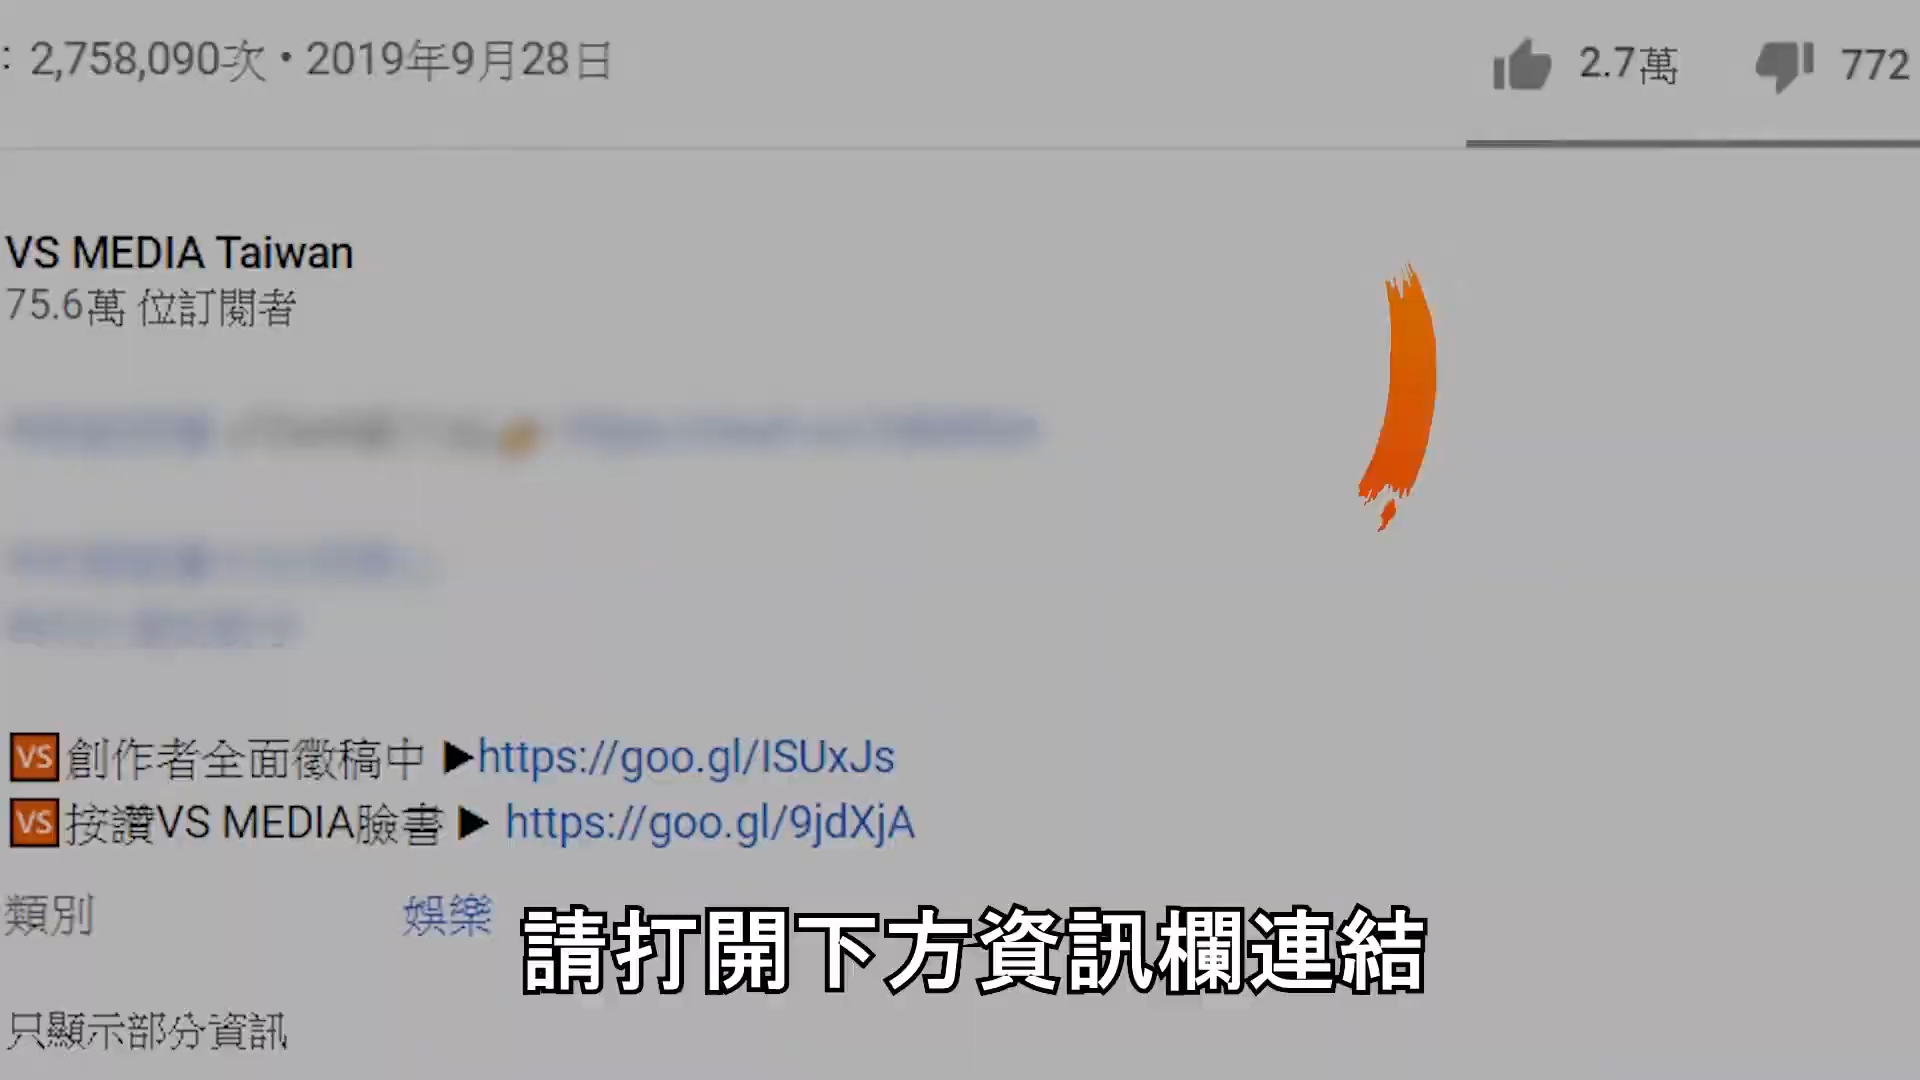 ：2,758,090次 • 2019年9月28日
2.7萬
772
VS MEDIA Taiwan
75.6萬 位訂閱者
VS 創作者全面徵稿中 ▶https://goo.gl/ISUxJs
VS 按讚VS MEDIA臉書 ▶ https://goo.gl/9jdXjA
類別 娛樂
請打開下方資訊欄連結
只顯示部分資訊